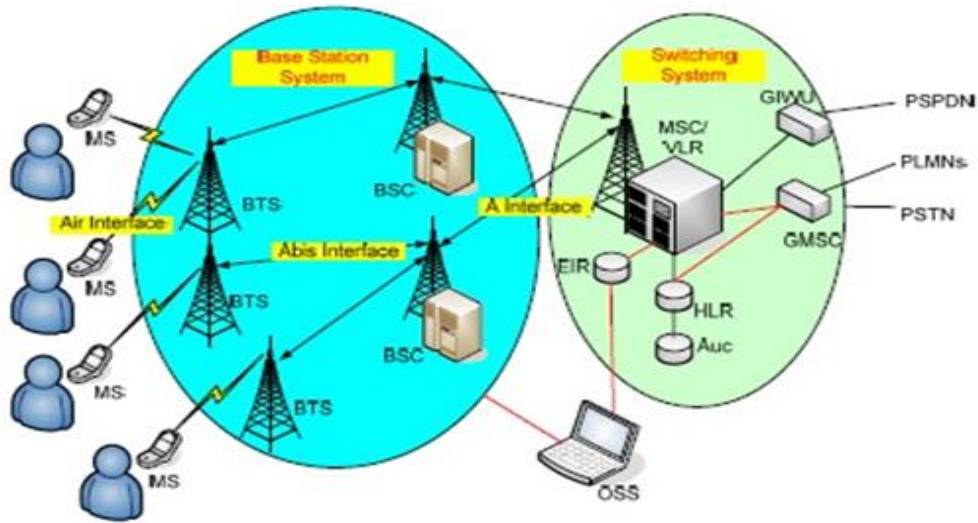 Base Station
System
Switching
System
GIWU
PSPDN
MS
MSC/
VLR
BSC
PLMNs
BTS
A Interface
PSTN
Air Interface
Abis Interface
GMSC
EIR
MS
BTS
HLR
BSC
Auc
MS
BTS
MS
OSS